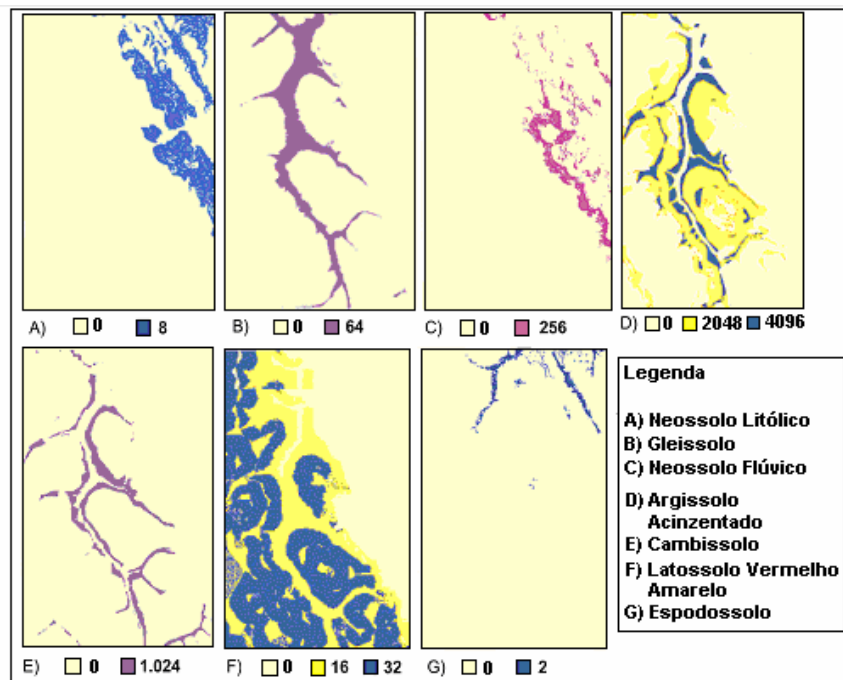 A) 0 8
B) 0 64
C) 0 256
D) 0 2048 4096
E) 0 1.024
F) 0 16 32
G) 0 2
Legenda
A) Neossolo Litólico
B) Gleissolo
C) Neossolo Flúvico
D) Argissolo
Acinzentado
E) Cambissolo
F) Latossolo Vermelho
Amarelo
G) Espodossolo